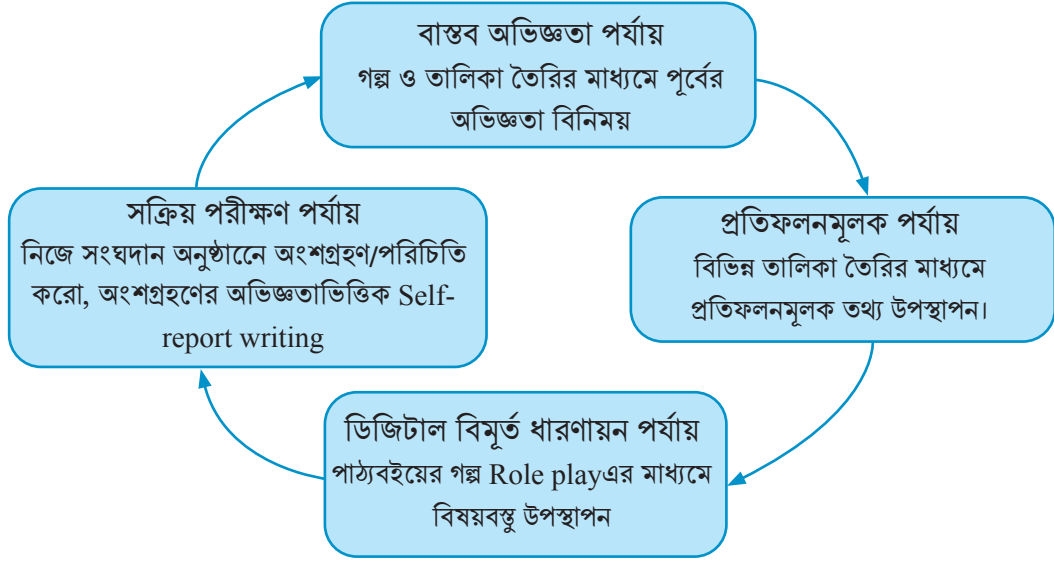 বাস্তব অভিজ্ঞতা পর্যায়
গল্প ও তালিকা তৈরির মাধ্যমে পূর্বের
অভিজ্ঞতা বিনিময়
প্রতিফলনমূলক পর্যায়
বিভিন্ন তালিকা তৈরির মাধ্যমে
প্রতিফলনমূলক তথ্য উপস্থাপন।
ডিজিটাল বিমূর্ত ধারণায়ন পর্যায়
পাঠ্যবইয়ের গল্প Role playএর মাধ্যমে
বিষয়বস্তু উপস্থাপন
সক্রিয় পরীক্ষণ পর্যায়
নিজে সংঘদান অনুষ্ঠানেে অংশগ্রহণ/পরিচিতি
করো, অংশগ্রহণের অভিজ্ঞতাভিত্তিক Self-
report writing